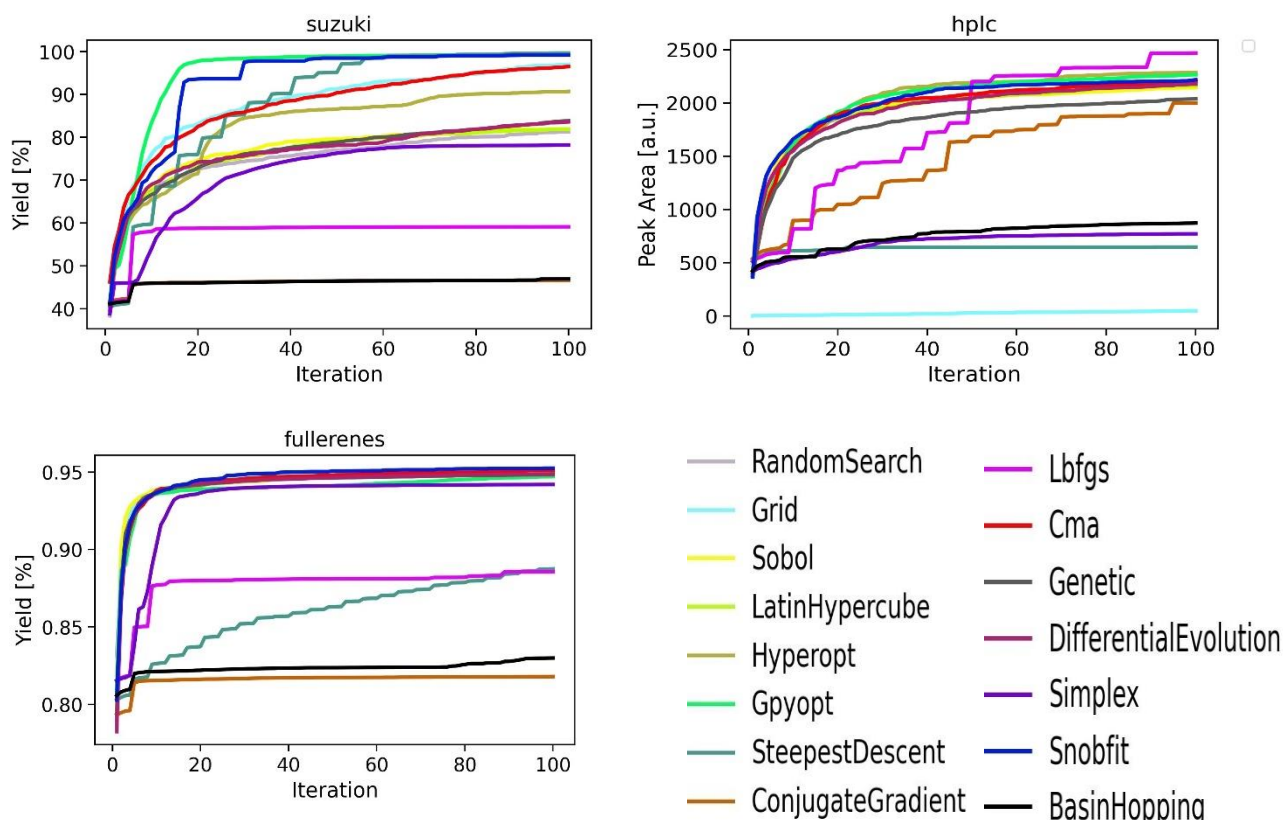 suzuki
100
90
80
70
60
50
40
Yield [%]
0 20 40 60 80 100
Iteration
hplc
2500
2000
1500
1000
500
0
Peak Area [a.u.]
0 20 40 60 80 100
Iteration
fullerenes
0.95
0.90
0.85
0.80
Yield [%]
0 20 40 60 80 100
Iteration
RandomSearch
Grid
Sobol
LatinHypercube
Hyperopt
Gpyopt
SteepestDescent
ConjugateGradient
Lbfgs
Cma
Genetic
DifferentialEvolution
Simplex
Snobfit
BasinHopping